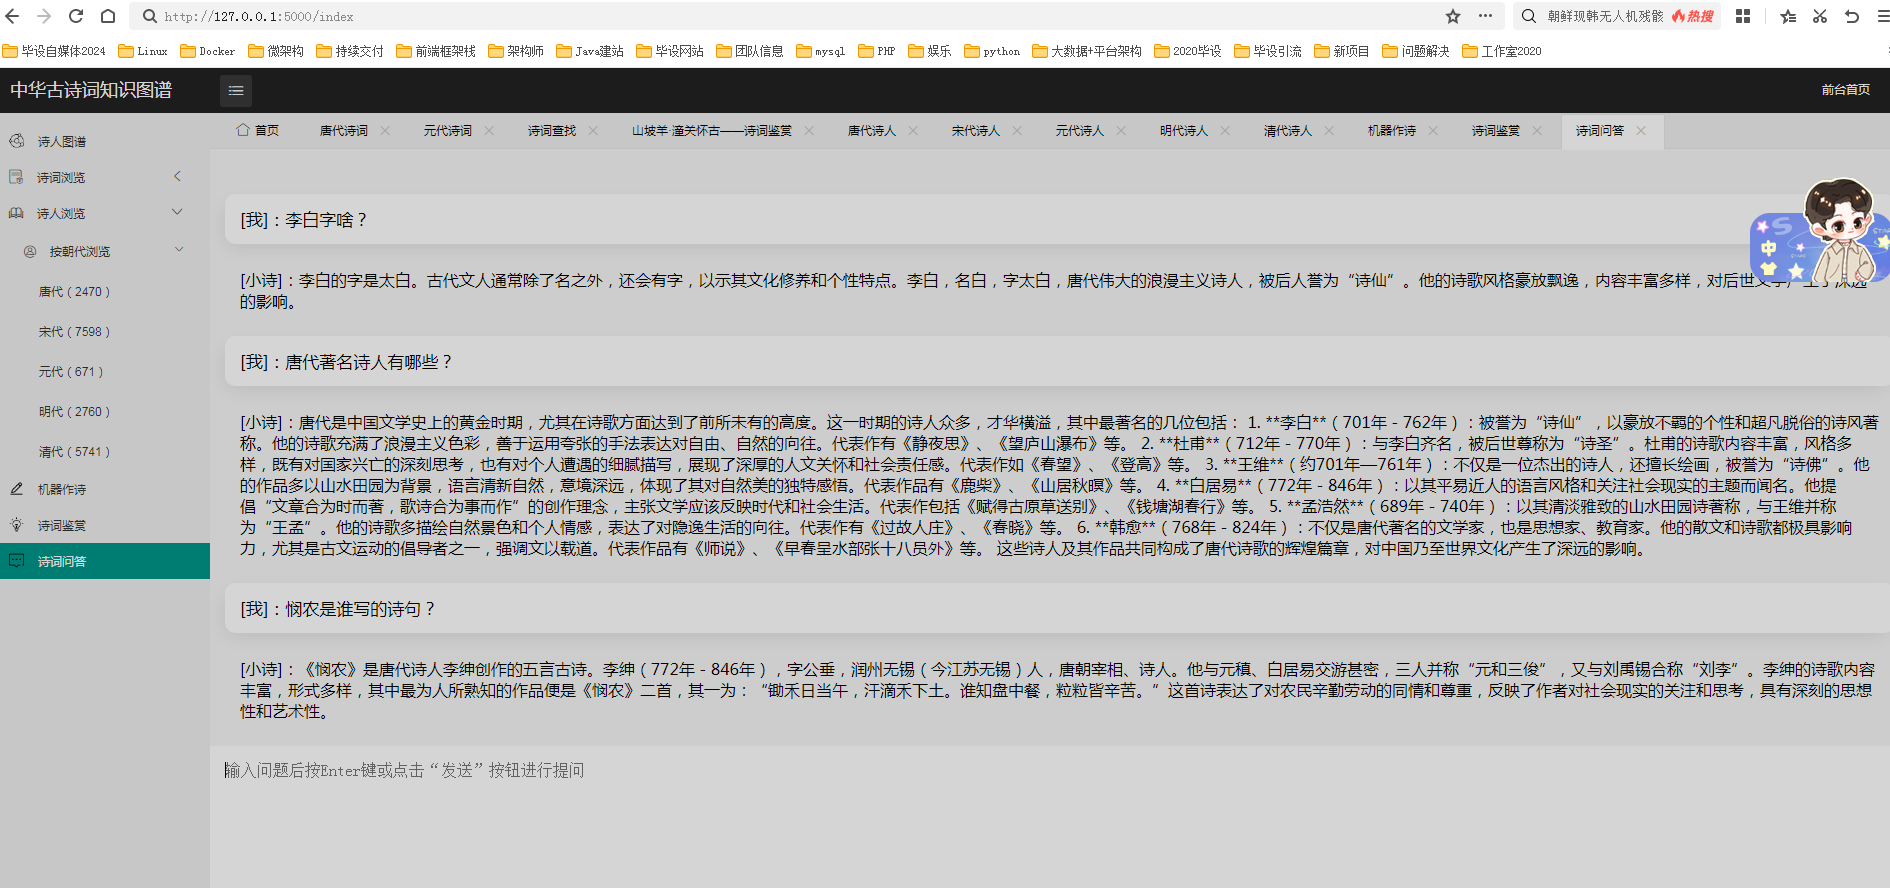 http://127.0.0.1:5000/index
朝鲜现韩无人机残骸 热搜
毕设自媒体2024 Linux Docker 微架构 持续交付 前端框架栈 架构师 Java建站 毕设网站 团队信息 mysql PHP 娱乐 python 大数据+平台架构 2020毕设 毕设引流 新项目 问题解决 工作室2020
中华古诗词知识图谱 前台首页
首页 唐代诗词 元代诗词 诗词查找 山坡羊·潼关怀古——诗词鉴赏 唐代诗人 宋代诗人 元代诗人 明代诗人 清代诗人 机器作诗 诗词鉴赏 诗词问答
诗人图谱
诗词浏览
诗人浏览
按朝代浏览
唐代（2470）
宋代（7598）
元代（671）
明代（2760）
清代（5741）
机器作诗
诗词鉴赏
诗词问答
[我]：李白字啥？
[小诗]：李白的字是太白。古代文人通常除了名之外，还会有字，以示其文化修养和个性特点。李白，名白，字太白，唐代伟大的浪漫主义诗人，被后人誉为“诗仙”。他的诗歌风格豪放飘逸，内容丰富多样，对后世
的影响。
[我]：唐代著名诗人有哪些？
[小诗]：唐代是中国文学史上的黄金时期，尤其在诗歌方面达到了前所未有的高度。这一时期的诗人众多，才华横溢，其中最著名的几位包括： 1. **李白**（701年 - 762年）：被誉为“诗仙”，以豪放不羁的个性和超凡脱俗的诗风著
称。他的诗歌充满了浪漫主义色彩，善于运用夸张的手法表达对自由、自然的向往。代表作有《静夜思》、《望庐山瀑布》等。 2. **杜甫**（712年 - 770年）：与李白齐名，被后世尊称为“诗圣”。杜甫的诗歌内容丰富，风格多
样，既有对国家兴亡的深刻思考，也有对个人遭遇的细腻描写，展现了深厚的人文关怀和社会责任感。代表作如《春望》、《登高》等。 3. **王维**（约701年—761年）：不仅是一位杰出的诗人，还擅长绘画，被誉为“诗佛”。他
的作品多以山水田园为背景，语言清新自然，意境深远，体现了其对自然美的独特感悟。代表作品有《鹿柴》、《山居秋暝》等。 4. **白居易**（772年 - 846年）：以其平易近人的语言风格和关注社会现实的主题而闻名。他提
倡“文章合为时而著，歌诗合为事而作”的创作理念，主张文学应该反映时代和社会生活。代表作包括《赋得古原草送别》、《钱塘湖春行》等。 5. **孟浩然**（689年 - 740年）：以其清淡雅致的山水田园诗著称，与王维并称
为“王孟”。他的诗歌多描绘自然景色和个人情感，表达了对隐逸生活的向往。代表作有《过故人庄》、《春晓》等。 6. **韩愈**（768年 - 824年）：不仅是唐代著名的文学家，也是思想家、教育家。他的散文和诗歌都极具影响
力，尤其是古文运动的倡导者之一，强调文以载道。代表作品有《师说》、《早春呈水部张十八员外》等。 这些诗人及其作品共同构成了唐代诗歌的辉煌篇章，对中国乃至世界文化产生了深远的影响。
[我]：悯农是谁写的诗句？
[小诗]：《悯农》是唐代诗人李绅创作的五言古诗。李绅（772年 - 846年），字公垂，润州无锡（今江苏无锡）人，唐朝宰相、诗人。他与元稹、白居易交游甚密，三人并称“元和三俊”，又与刘禹锡合称“刘李”。李绅的诗歌内容
丰富，形式多样，其中最为人所熟知的作品便是《悯农》二首，其一为：“锄禾日当午，汗滴禾下土。谁知盘中餐，粒粒皆辛苦。“这首诗表达了对农民辛勤劳动的同情和尊重，反映了作者对社会现实的关注和思考，具有深刻的思想
性和艺术性。
输入问题后按Enter键或点击“发送”按钮进行提问
中